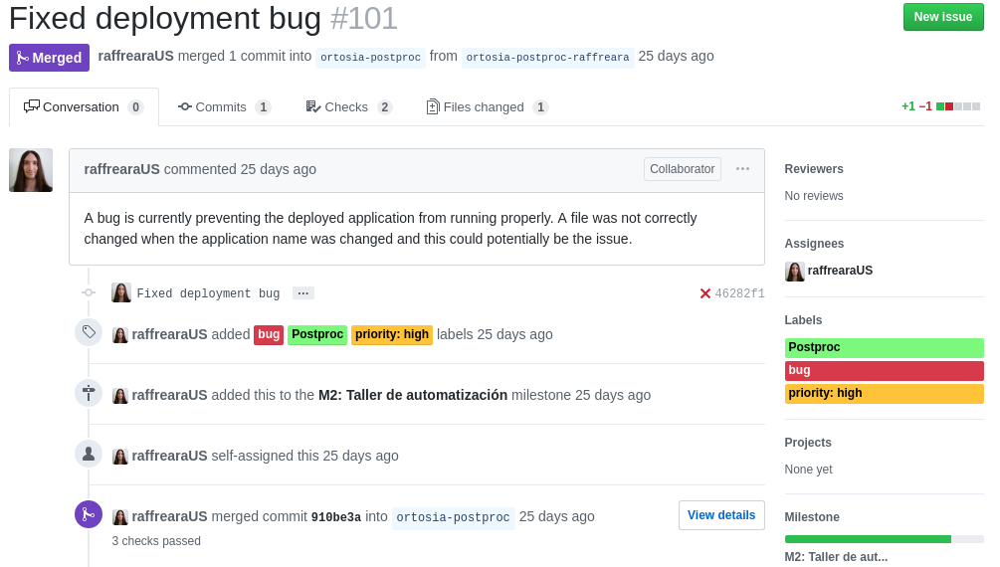 Fixed deployment bug #101
New issue
Merged raffrearaUS merged 1 commit into ortosia-postproc from ortosia-postproc-raffreara 25 days ago
Conversation 0 Commits 1 Checks 2 Files changed 1 +1 −1
raffrearaUS commented 25 days ago Collaborator ...
A bug is currently preventing the deployed application from running properly. A file was not correctly
changed when the application name was changed and this could potentially be the issue.
Fixed deployment bug ... 46282f1
raffrearaUS added bug Postproc priority: high labels 25 days ago
raffrearaUS added this to the M2: Taller de automatización milestone 25 days ago
raffrearaUS self-assigned this 25 days ago
raffrearaUS merged commit 910be3a into ortosia-postproc 25 days ago View details
3 checks passed
Reviewers
No reviews
Assignees
raffrearaUS
Labels
Postproc
bug
priority: high
Projects
None yet
Milestone
M2: Taller de aut...